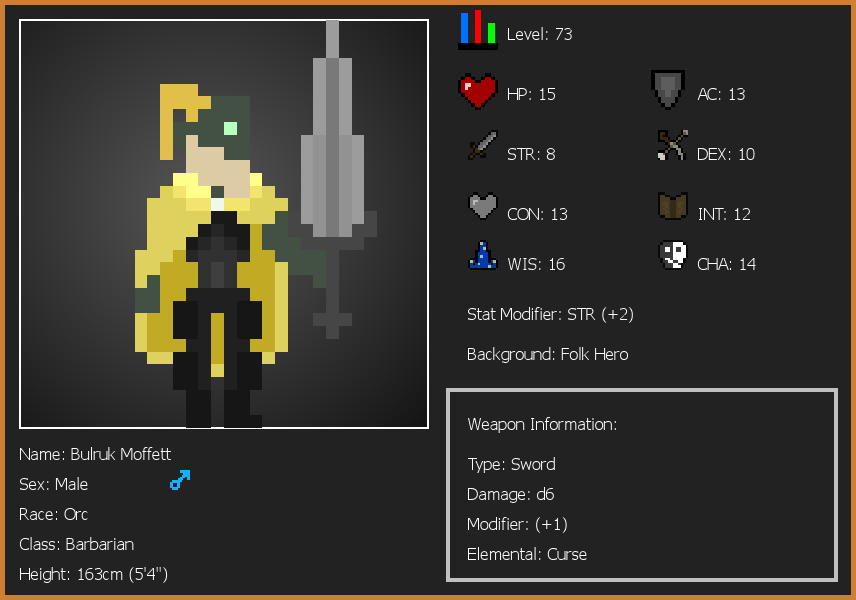 Level: 73
HP: 15
AC: 13
STR: 8
DEX: 10
CON: 13
INT: 12
WIS: 16
CHA: 14
Stat Modifier: STR (+2)
Background: Folk Hero
Weapon Information:
Type: Sword
Damage: d6
Modifier: (+1)
Elemental: Curse
Name: Bulruk Moffett
Sex: Male
Race: Orc
Class: Barbarian
Height: 163cm (5'4")